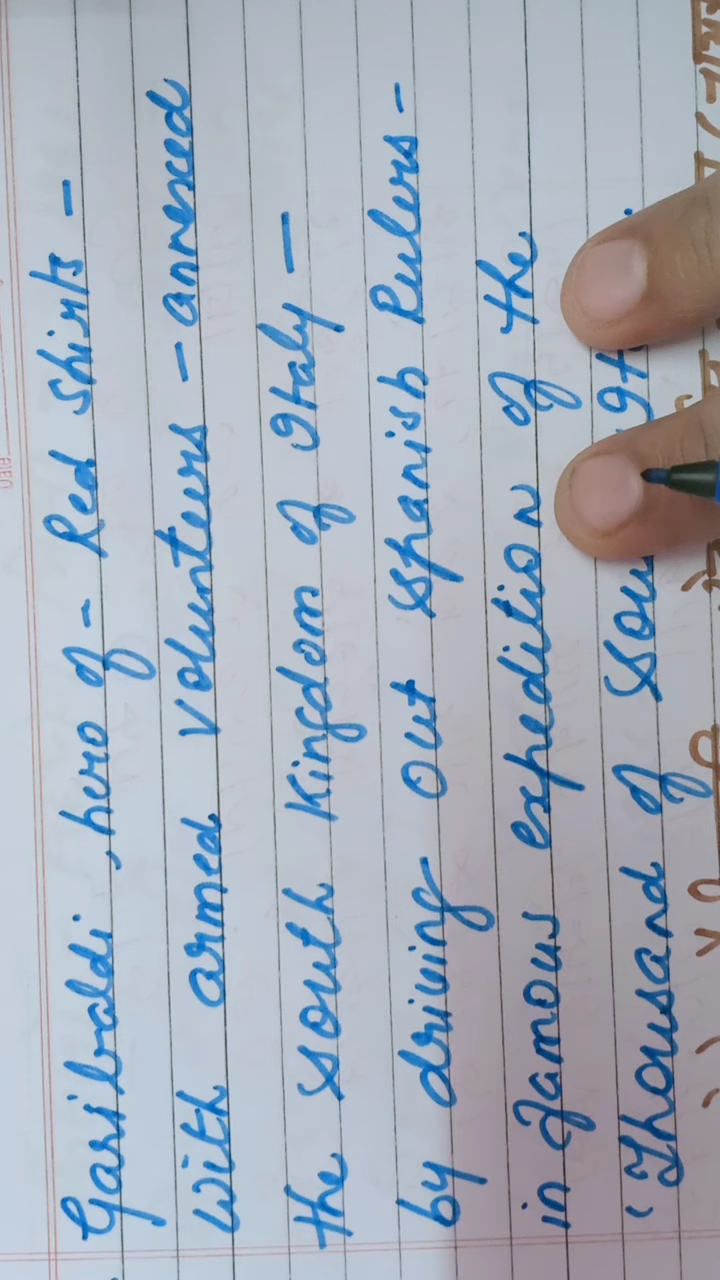 Garibaldi, hero of - Red Shirts -
with armed volunteers - annexed
the South Kingdom of Italy -
by driving out Spanish Rulers -
in famous expedition of the
'Thousand of
Date